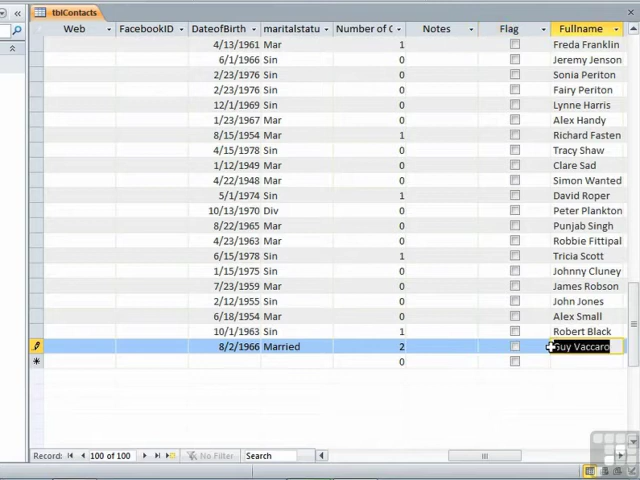 tblContacts
Web FacebookID DateofBirth maritalstatu Number of C Notes Flag Fullname
4/13/1961 Mar 1 Freda Franklin
6/1/1966 Sin 0 Jeremy Jenson
2/23/1976 Sin 0 Sonia Periton
2/23/1976 Sin 0 Fairy Periton
12/1/1969 Sin 0 Lynne Harris
1/23/1967 Mar 0 Alex Handy
8/15/1954 Mar 1 Richard Fasten
4/15/1978 Sin 0 Tracy Shaw
1/12/1949 Mar 0 Clare Sad
4/22/1948 Mar 0 Simon Wanted
5/1/1974 Sin 1 David Roper
10/13/1970 Div 0 Peter Plankton
8/22/1965 Mar 0 Punjab Singh
4/23/1963 Mar 0 Robbie Fittipal
6/15/1978 Sin 1 Tricia Scott
1/15/1975 Sin 0 Johnny Cluney
7/23/1959 Mar 0 James Robson
2/12/1955 Sin 0 John Jones
6/18/1954 Mar 0 Alex Small
10/1/1963 Sin 1 Robert Black
8/2/1966 Married 2 Guy Vaccaro
0
Record: 100 of 100 No Filter Search